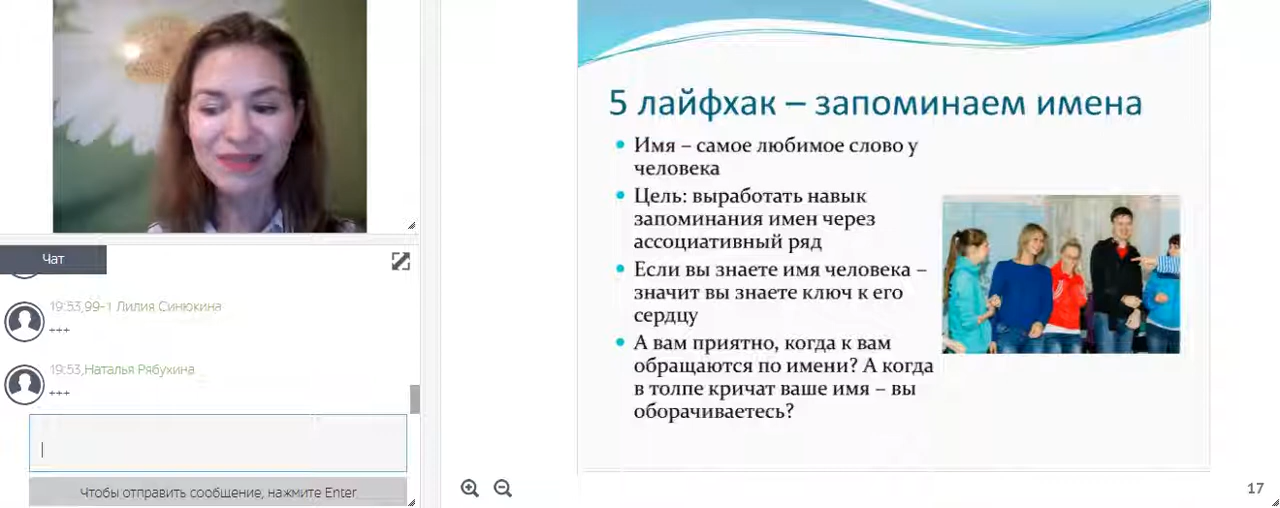 Чат
19:53,99-1 Лилия Синюкина
+++
19:53,Наталья Рябухина
+++
Чтобы отправить сообщение, нажмите Enter
5 лайфхак – запоминаем имена
Имя – самое любимое слово у
человека
Цель: выработать навык
запоминания имен через
ассоциативный ряд
Если вы знаете имя человека –
значит вы знаете ключ к его
сердцу
А вам приятно, когда к вам
обращаются по имени? А когда
в толпе кричат ваше имя – вы
оборачиваетесь?
17